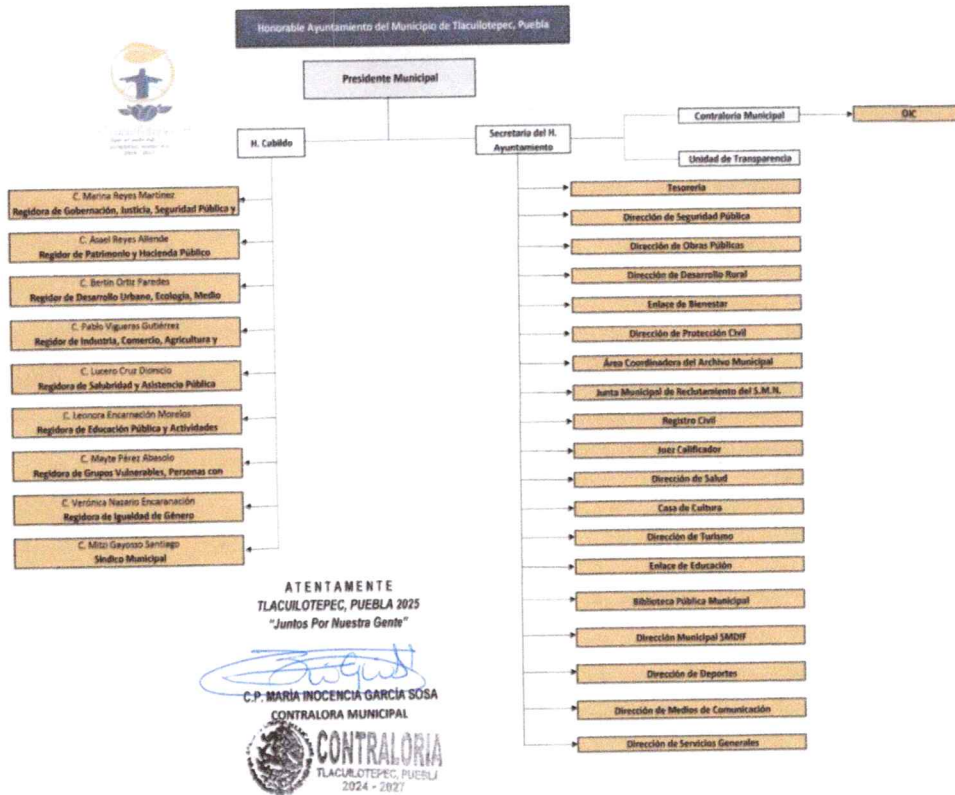 Honorable Ayuntamiento del Municipio de Tlacuilotepec, Puebla
Presidente Municipal
H. Cabildo
Secretaria del H.
Ayuntamiento
Contraloria Municipal
OIC
Unidad de Transparencia
C. Marina Reyes Martínez
Regidora de Gobernación, Justicia, Seguridad Pública y
C. Asael Reyes Allende
Regidor de Patrimonio y Hacienda Público
C. Bertin Ortiz Paredes
Regidor de Desarrollo Urbano, Ecología, Medio
C. Pablo Vigueras Gutiérrez
Regidor de Industria, Comercio, Agricultura y
C. Lucero Cruz Dionicio
Regidora de Salubridad y Asistencia Pública
C. Leonora Encarnación Morelos
Regidora de Educación Pública y Actividades
C. Mayte Pérez Abasolo
Regidora de Grupos Vulnerables, Personas con
C. Verónica Nazario Encaranación
Regidora de Igualdad de Género
C. Mitzi Gayosso Santiago
Síndico Municipal
Tesorería
Dirección de Seguridad Pública
Dirección de Obras Públicas
Dirección de Desarrollo Rural
Enlace de Bienestar
Dirección de Protección Civil
Área Coordinadora del Archivo Municipal
Junta Municipal de Reclutamiento del S.M.N.
Registro Civil
Juez Calificador
Dirección de Salud
Casa de Cultura
Dirección de Turismo
Enlace de Educación
Biblioteca Pública Municipal
Dirección Municipal SMDIF
Dirección de Deportes
Dirección de Medios de Comunicación
Dirección de Servicios Generales
ATENTAMENTE
TLACUILOTEPEC, PUEBLA 2025
"Juntos Por Nuestra Gente"
C.P. MARÍA INOCENCIA GARCÍA SOSA
CONTRALORA MUNICIPAL
CONTRALORIA
TLACUILOTEPEC, PUEBLA
2024 - 2027